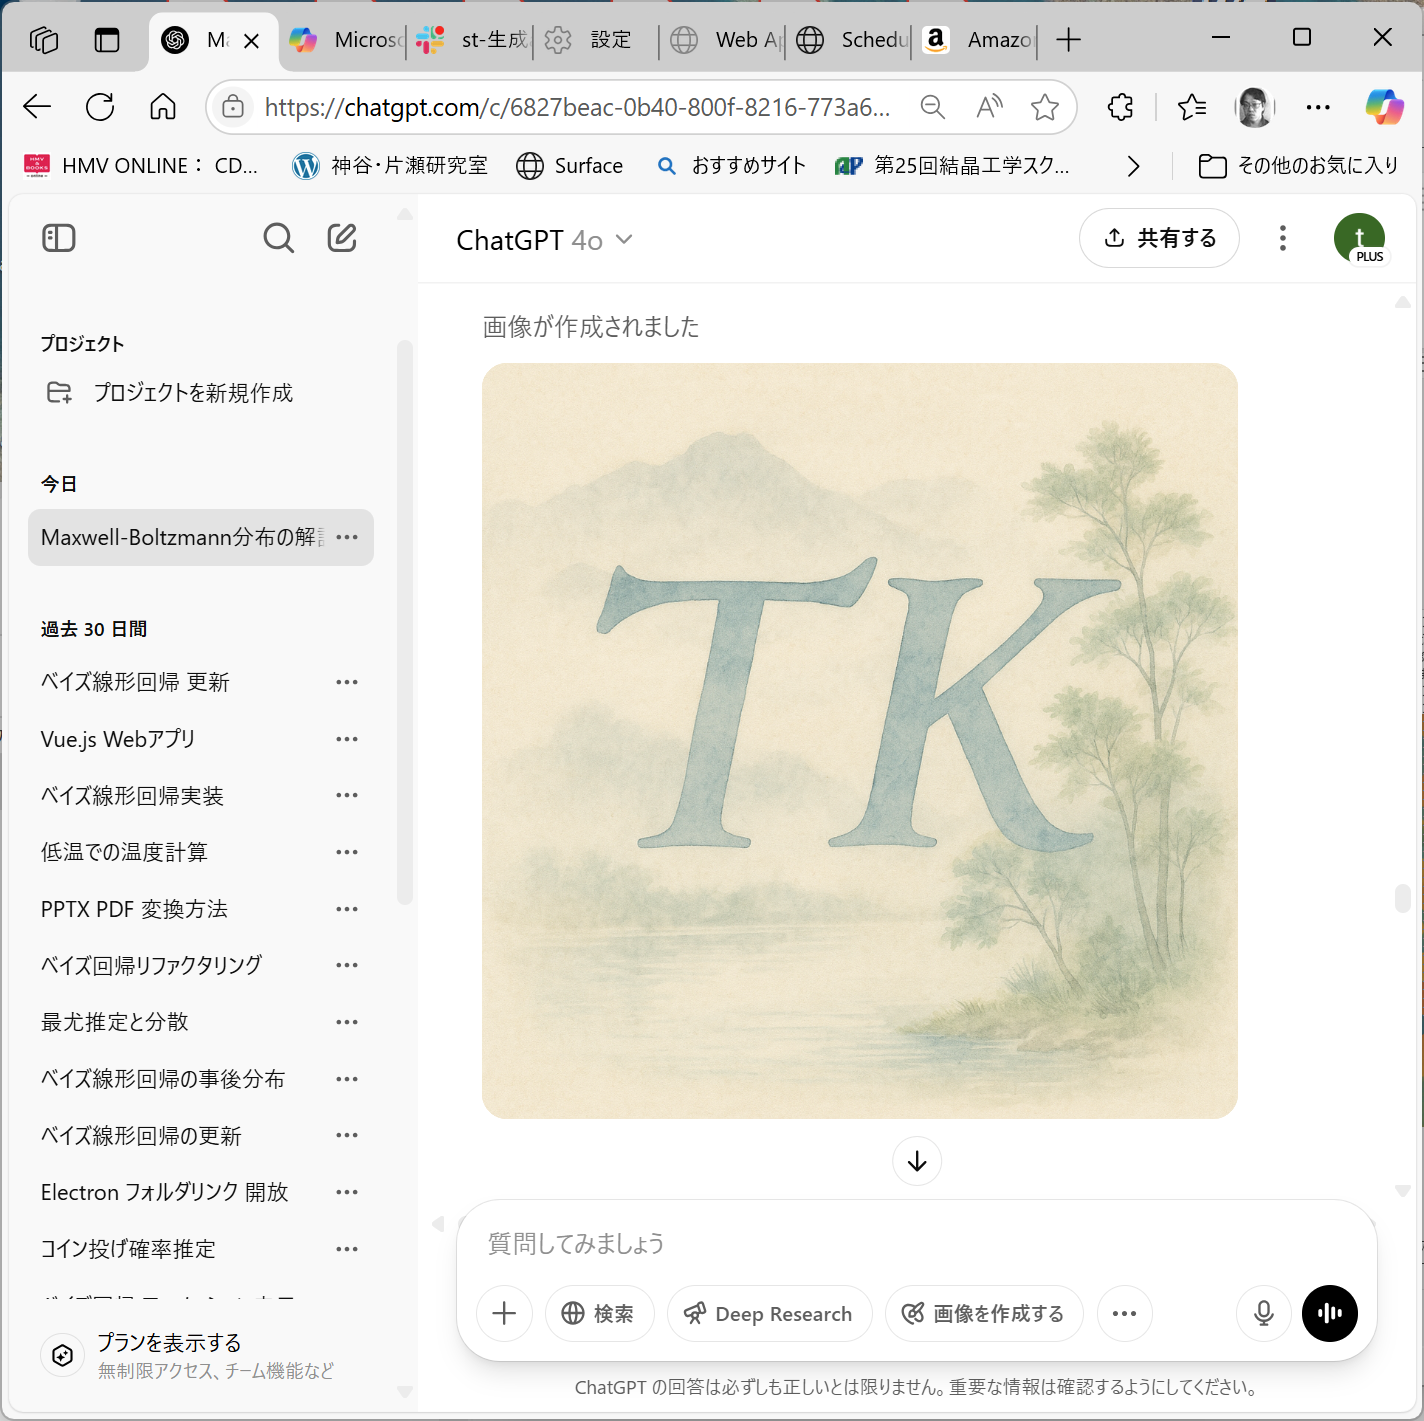 Ma
Microso
st-生成
設定
Web Ap
Schedu
Amazon
https://chatgpt.com/c/6827beac-0b40-800f-8216-773a6...
HMV ONLINE： CD...
神谷・片瀬研究室
Surface
おすすめサイト
第25回結晶工学スク...
その他のお気に入り
ChatGPT 4o
共有する
t
PLUS
プロジェクト
プロジェクトを新規作成
今日
Maxwell-Boltzmann分布の解説
過去 30 日間
ベイズ線形回帰 更新
Vue.js Webアプリ
ベイズ線形回帰実装
低温での温度計算
PPTX PDF 変換方法
ベイズ回帰リファクタリング
最尤推定と分散
ベイズ線形回帰の事後分布
ベイズ線形回帰の更新
Electron フォルダリンク 開放
コイン投げ確率推定
プランを表示する
無制限アクセス、チーム機能など
画像が作成されました
TK
質問してみましょう
検索
Deep Research
画像を作成する
ChatGPT の回答は必ずしも正しいとは限りません。重要な情報は確認するようにしてください。